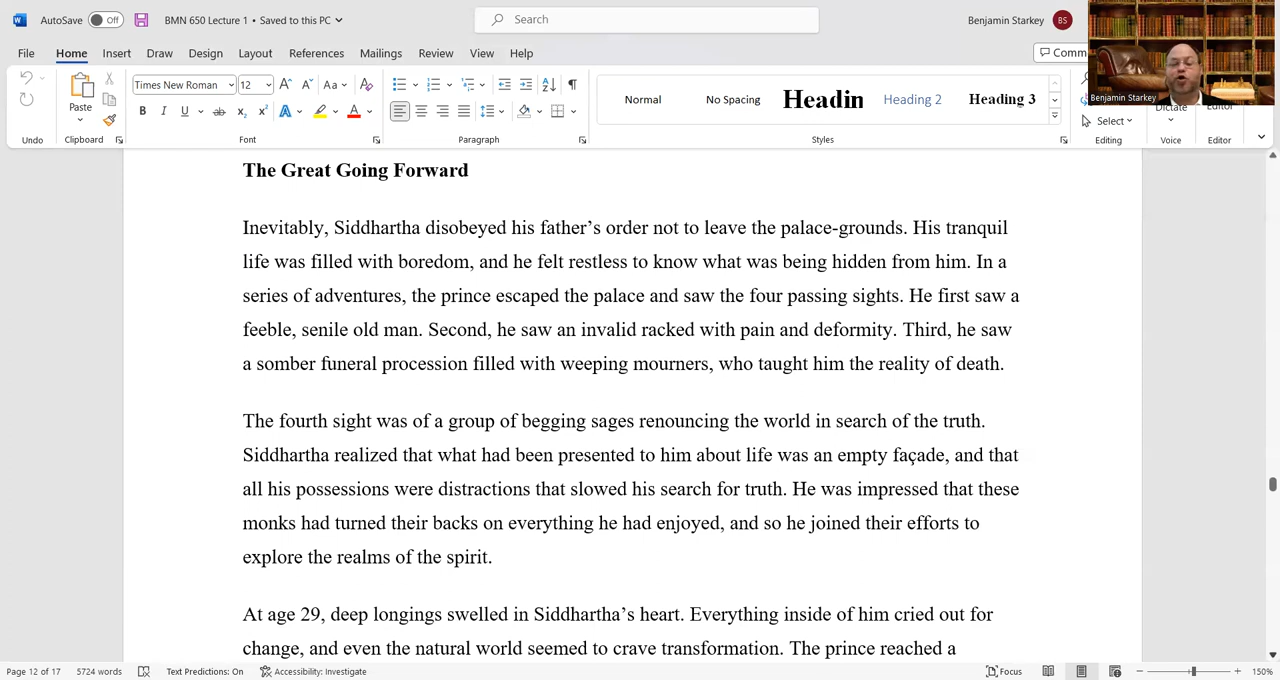 AutoSave Off BMN 650 Lecture 1 • Saved to this PC Search Benjamin Starkey BS
File Home Insert Draw Design Layout References Mailings Review View Help Comm
Times New Roman 12 Aa
Paste
B I U ab x₂ x² A A
Normal No Spacing Headin Heading 2 Heading 3
Benjamin Starkey
Select
Dictate
Editor
Undo Clipboard Font Paragraph Styles Editing Voice Editor
The Great Going Forward
Inevitably, Siddhartha disobeyed his father’s order not to leave the palace-grounds. His tranquil
life was filled with boredom, and he felt restless to know what was being hidden from him. In a
series of adventures, the prince escaped the palace and saw the four passing sights. He first saw a
feeble, senile old man. Second, he saw an invalid racked with pain and deformity. Third, he saw
a somber funeral procession filled with weeping mourners, who taught him the reality of death.
The fourth sight was of a group of begging sages renouncing the world in search of the truth.
Siddhartha realized that what had been presented to him about life was an empty façade, and that
all his possessions were distractions that slowed his search for truth. He was impressed that these
monks had turned their backs on everything he had enjoyed, and so he joined their efforts to
explore the realms of the spirit.
At age 29, deep longings swelled in Siddhartha’s heart. Everything inside of him cried out for
change, and even the natural world seemed to crave transformation. The prince reached a
Page 12 of 17 5724 words Text Predictions: On Accessibility: Investigate Focus 150%